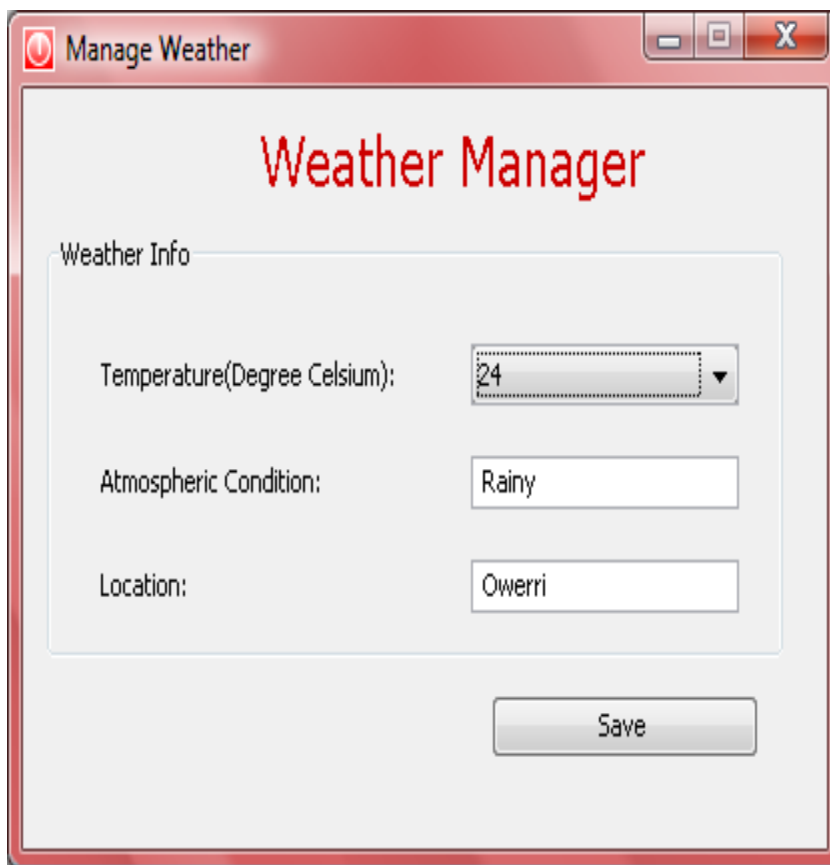 Manage Weather
Weather Manager
Weather Info
Temperature(Degree Celsium): 24
Atmospheric Condition: Rainy
Location: Owerri
Save